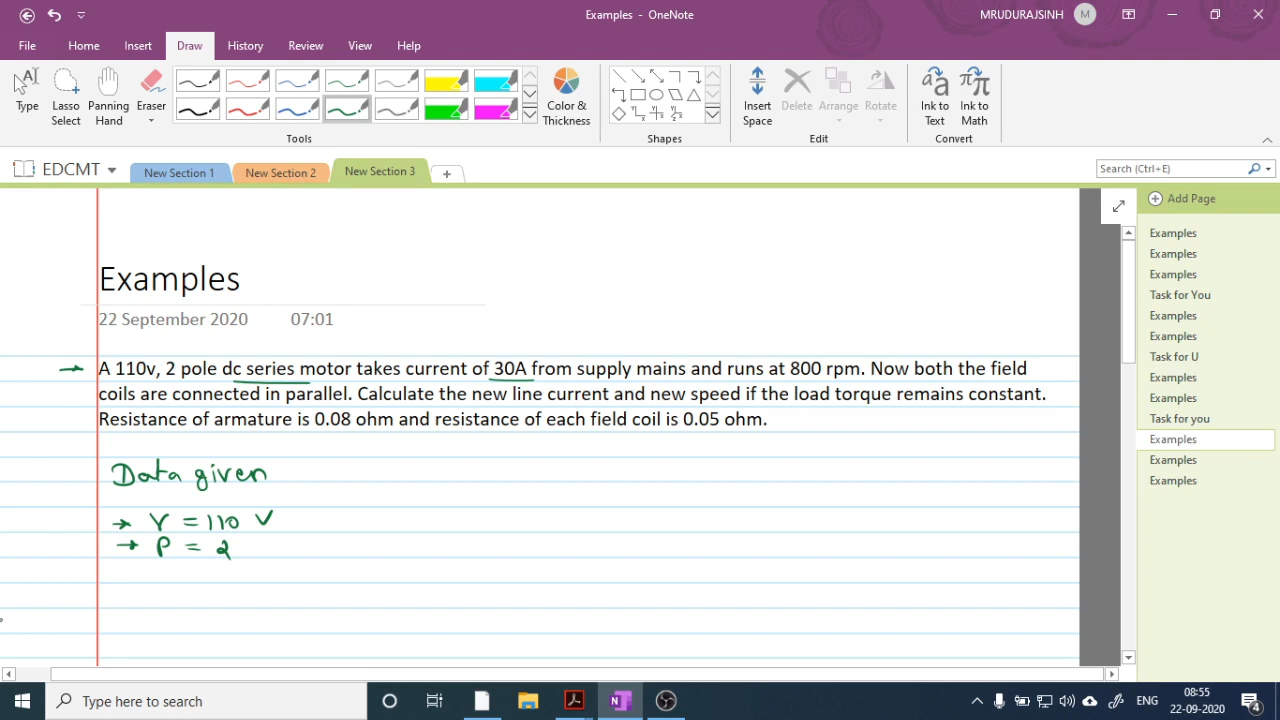 Examples - OneNote
MRUDURAJSINH
M
File Home Insert Draw History Review View Help
Type
Lasso Select
Panning Hand
Eraser
Color & Thickness
Insert Space
Delete
Arrange
Rotate
Ink to Text
Ink to Math
Tools
Shapes
Edit
Convert
EDCMT
New Section 1
New Section 2
New Section 3
Search (Ctrl+E)
Add Page
Examples
Examples
Examples
Task for You
Examples
Examples
Task for U
Examples
Examples
Task for you
Examples
Examples
Examples
Examples
22 September 2020 07:01
A 110v, 2 pole dc series motor takes current of 30A from supply mains and runs at 800 rpm. Now both the field
coils are connected in parallel. Calculate the new line current and new speed if the load torque remains constant.
Resistance of armature is 0.08 ohm and resistance of each field coil is 0.05 ohm.
Data given
→ V = 110 V
→ P = 2
Type here to search
ENG
08:55
22-09-2020
4